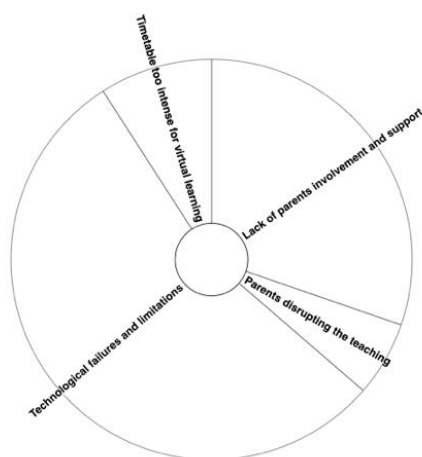 Timetable too intense for virtual learning
Lack of parents involvement and support
Parents disrupting the teaching
Technological failures and limitations